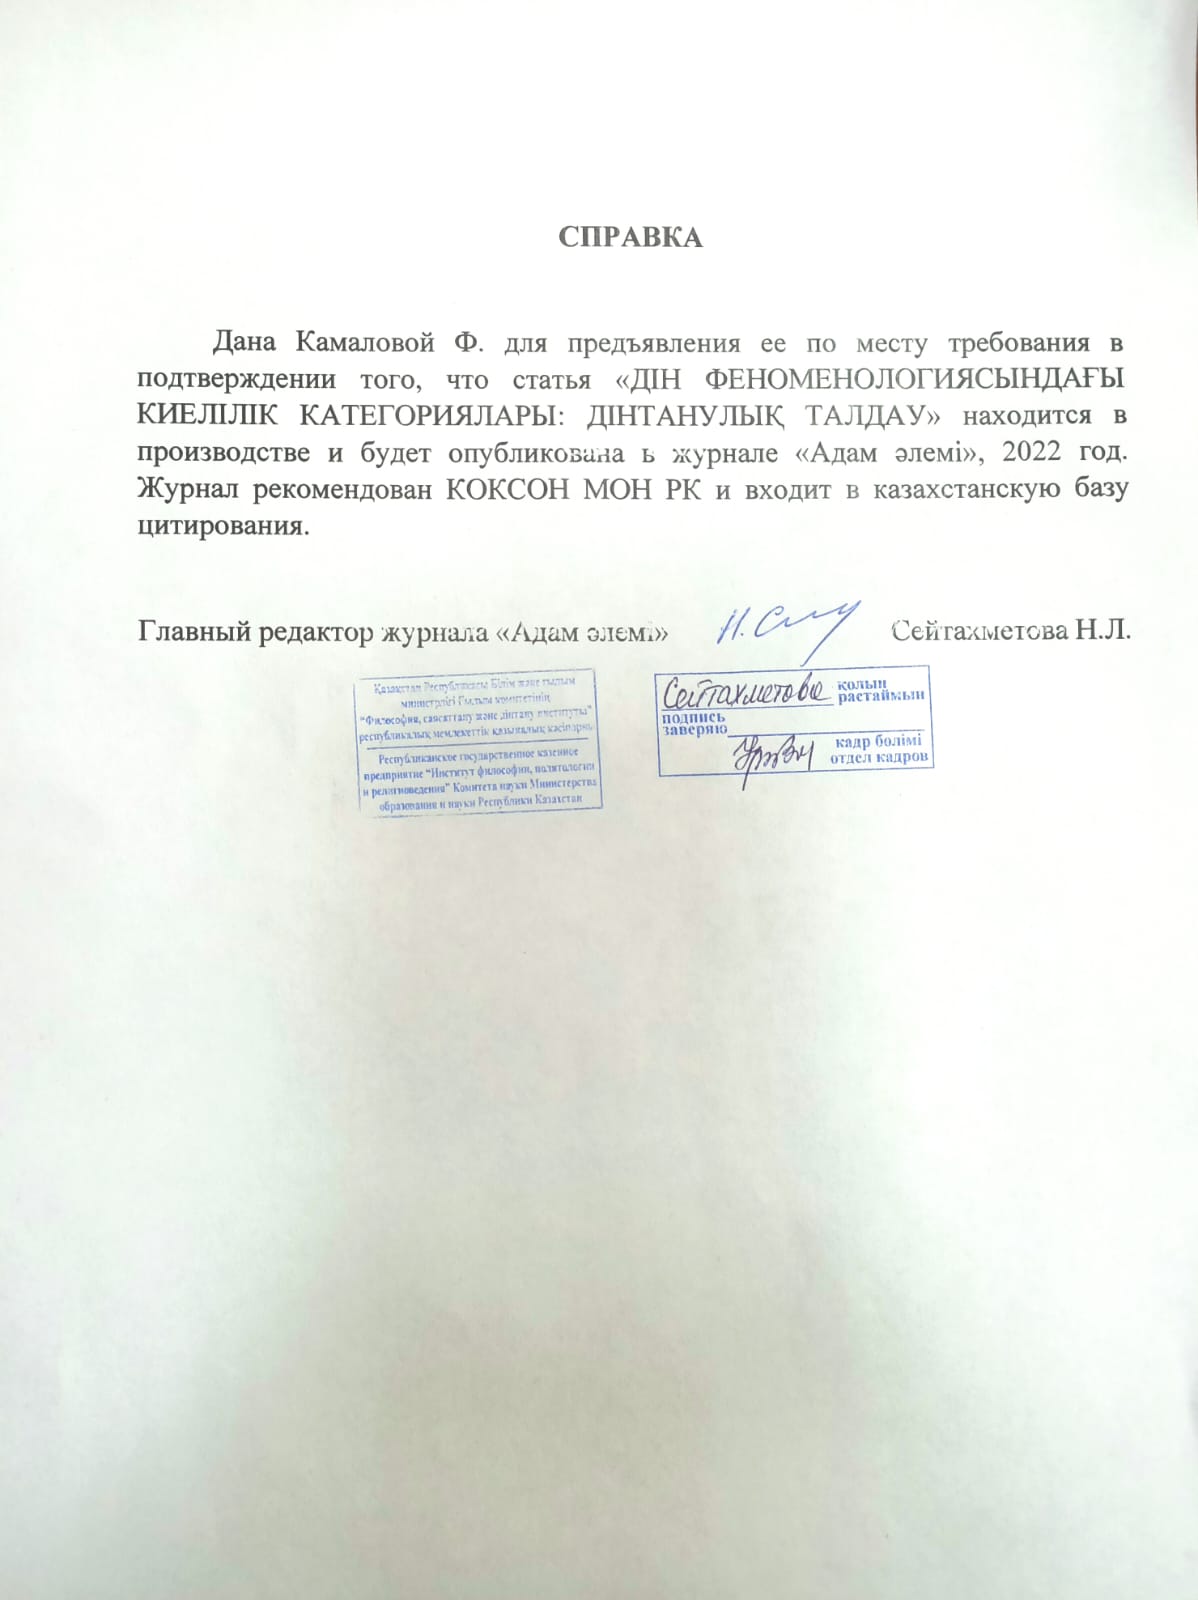 СПРАВКА
Дана Камаловой Ф. для предъявления ее по месту требования в
подтверждении того, что статья «ДІН ФЕНОМЕНОЛОГИЯСЫНДАҒЫ
КИЕЛІЛІК КАТЕГОРИЯЛАРЫ: ДІНТАНУЛЫҚ ТАЛДАУ» находится в
производстве и будет опубликована в журнале «Адам әлемі», 2022 год.
Журнал рекомендован КОКСОН МОН РК и входит в казахстанскую базу
цитирования.
Главный редактор журнала «Адам әлемі» Сейтахметова Н.Л.
Қазақстан Республикасы Білім және ғылым
министрлігі Ғылым комитетінің
"Философия, саясаттану және дінтану институты"
республикалық мемлекеттік қазыналық кәсіпорны
Республиканское государственное казенное
предприятие "Институт философии, политологии
и религиоведения" Комитета науки Министерства
образования и науки Республики Казахстан
Сейтахметова қолын
растаймын
подпись
заверяю
кадр бөлімі
отдел кадров